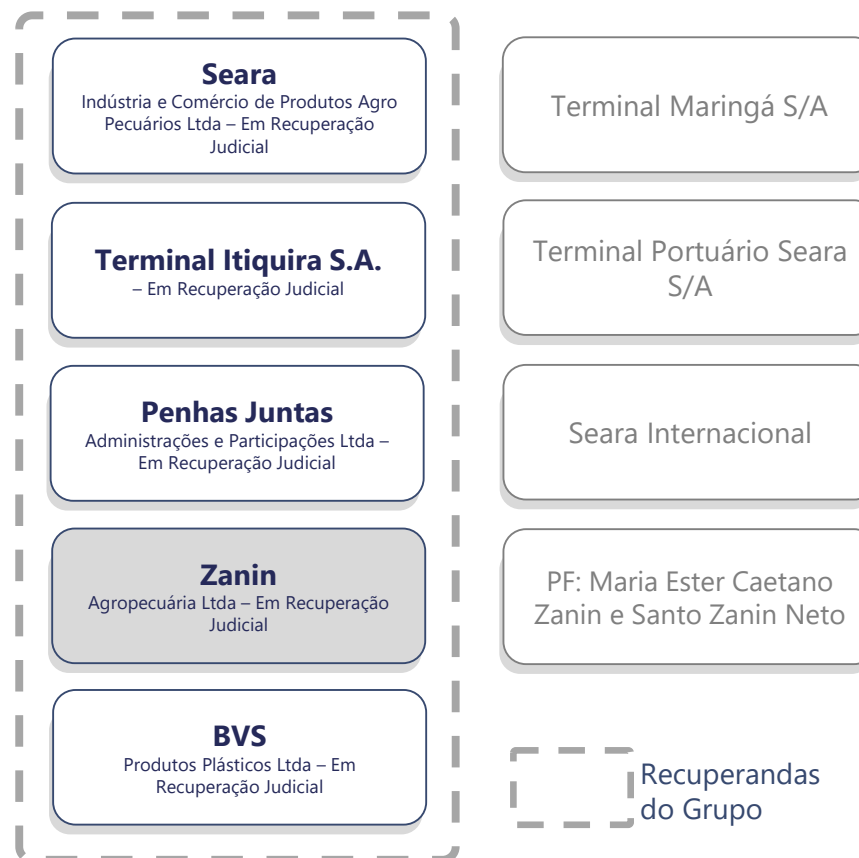 Seara
Indústria e Comércio de Produtos Agro
Pecuários Ltda – Em Recuperação
Judicial
Terminal Itiquira S.A.
– Em Recuperação Judicial
Penhas Juntas
Administrações e Participações Ltda –
Em Recuperação Judicial
Zanin
Agropecuária Ltda – Em Recuperação
Judicial
BVS
Produtos Plásticos Ltda – Em
Recuperação Judicial
Terminal Maringá S/A
Terminal Portuário Seara
S/A
Seara Internacional
PF: Maria Ester Caetano
Zanin e Santo Zanin Neto
Recuperandas
do Grupo